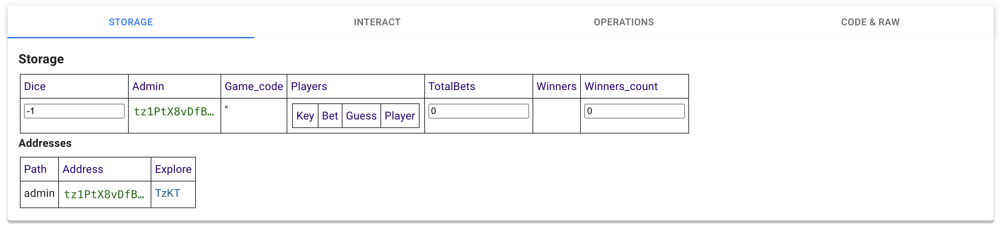 STORAGE INTERACT OPERATIONS CODE & RAW
Storage
Dice Admin Game_code Players TotalBets Winners Winners_count
-1 tz1PtX8vDfB… " Key Bet Guess Player 0 0
Addresses
Path Address Explore
admin tz1PtX8vDfB… TzKT